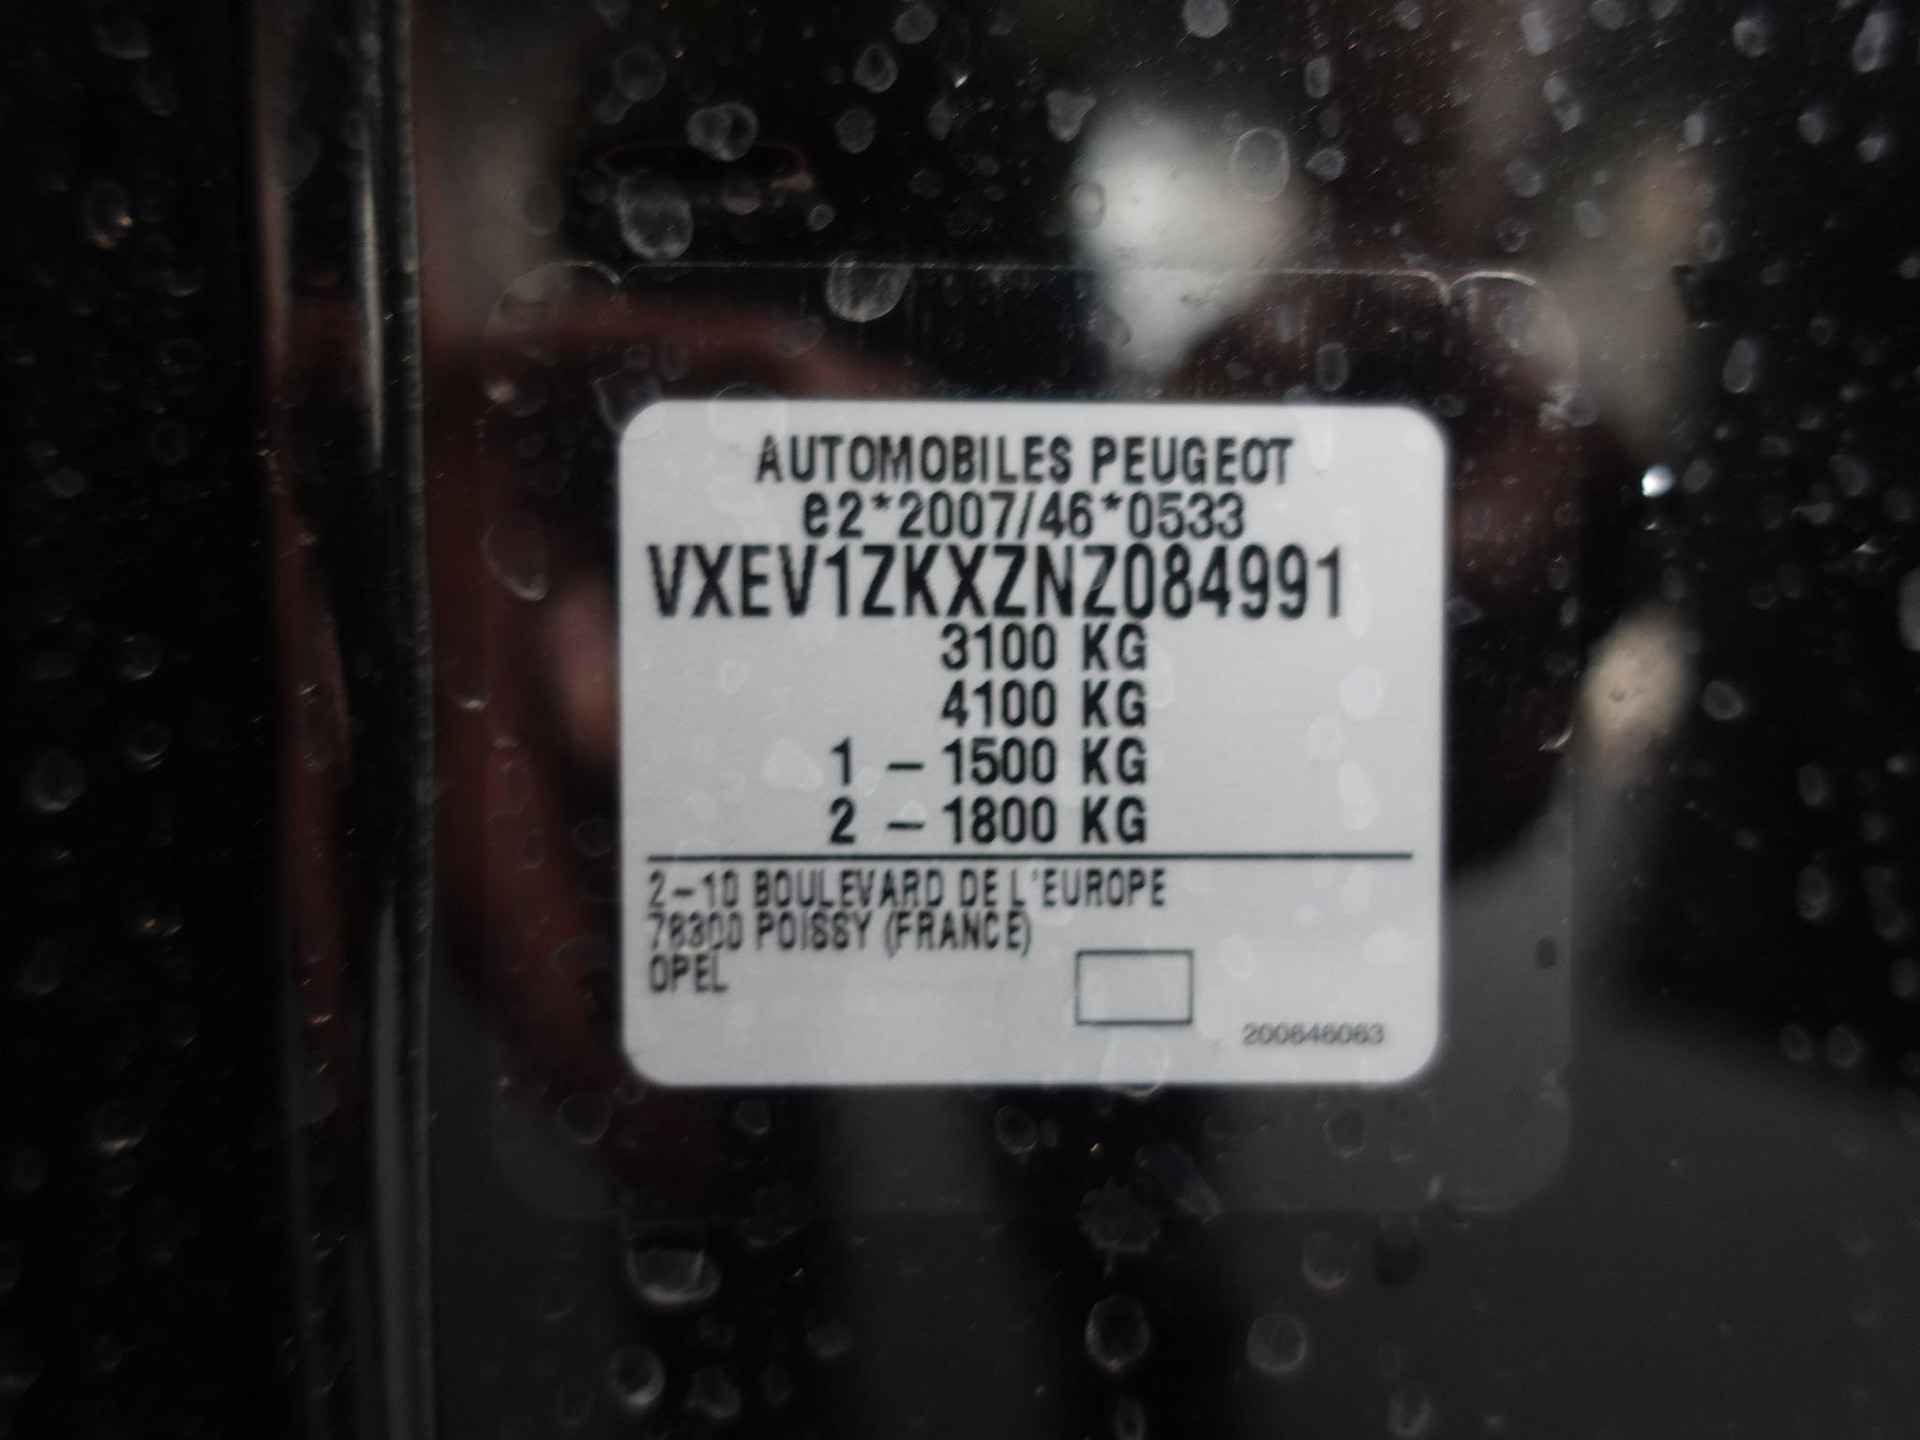 AUTOMOBILES PEUGEOT
e2*2007/46*0533
VXEV1ZKXZNZ084991
3100 KG
4100 KG
1 - 1500 KG
2 - 1800 KG
2-10 BOULEVARD DE L'EUROPE
78300 POISSY (FRANCE)
OPEL
200646063